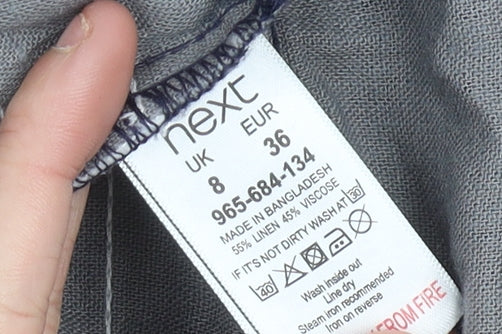 next
UK EUR
8 36
965-684-134
MADE IN BANGLADESH
55% LINEN 45% VISCOSE
IF IT'S NOT DIRTY WASH AT 30
40
Wash inside out
Line dry
Steam iron recommended
Iron on reverse
FROM FIRE